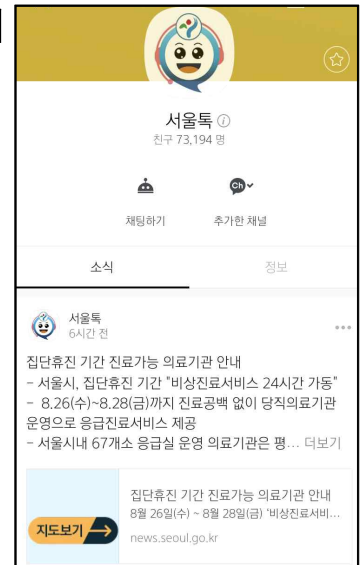 서울톡
친구 73,194 명
Ch
채팅하기
추가한 채널
소식
정보
서울톡
6시간 전
집단휴진 기간 진료가능 의료기관 안내
- 서울시, 집단휴진 기간 "비상진료서비스 24시간 가동"
- 8.26(수)~8.28(금)까지 진료공백 없이 당직의료기관
운영으로 응급진료서비스 제공
- 서울시내 67개소 응급실 운영 의료기관은 평... 더보기
지도보기
집단휴진 기간 진료가능 의료기관 안내
8월 26일(수) ~ 8월 28일(금) '비상진료서비...
news.seoul.go.kr